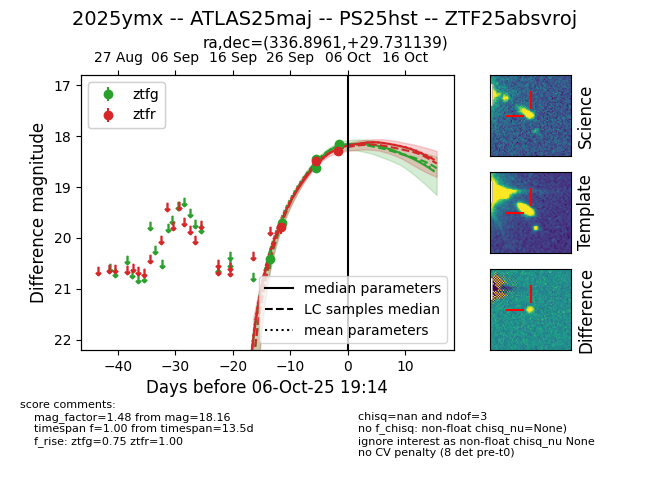 2025ymx -- ATLAS25maj -- PS25hst -- ZTF25absvroj
ra,dec=(336.8961,+29.731139)
27 Aug 06 Sep 16 Sep 26 Sep 06 Oct 16 Oct
17
18
19
20
21
22
Difference magnitude
ztfg
ztfr
median parameters
LC samples median
mean parameters
−40 −30 −20 −10 0 10
Days before 06-Oct-25 19:14
Science
Template
Difference
score comments:
mag_factor=1.48 from mag=18.16
timespan f=1.00 from timespan=13.5d
f_rise: ztfg=0.75 ztfr=1.00
chisq=nan and ndof=3
no f_chisq: non-float chisq_nu=None)
ignore interest as non-float chisq_nu None
no CV penalty (8 det pre-t0)